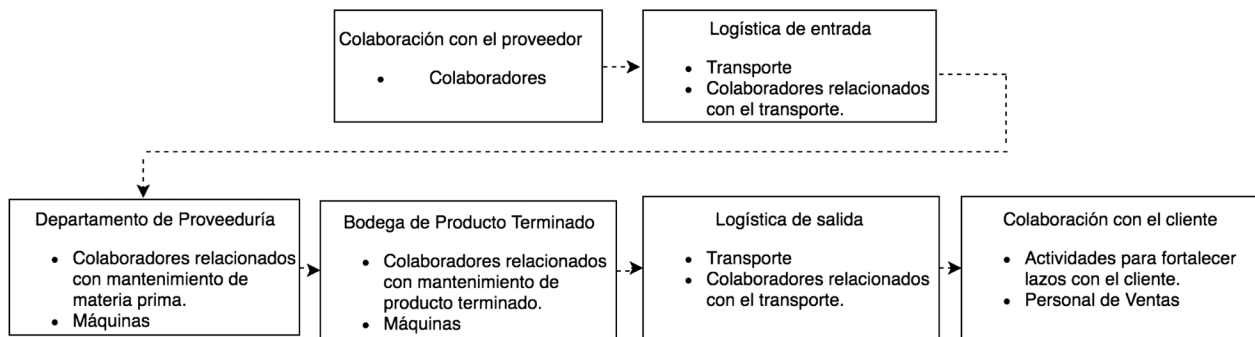 Colaboración con el proveedor
• Colaboradores
Logística de entrada
• Transporte
• Colaboradores relacionados
con el transporte.
Departamento de Proveeduría
• Colaboradores relacionados
con mantenimiento de
materia prima.
• Máquinas
Bodega de Producto Terminado
• Colaboradores relacionados
con mantenimiento de
producto terminado.
• Máquinas
Logística de salida
• Transporte
• Colaboradores relacionados
con el transporte.
Colaboración con el cliente
• Actividades para fortalecer
lazos con el cliente.
• Personal de Ventas